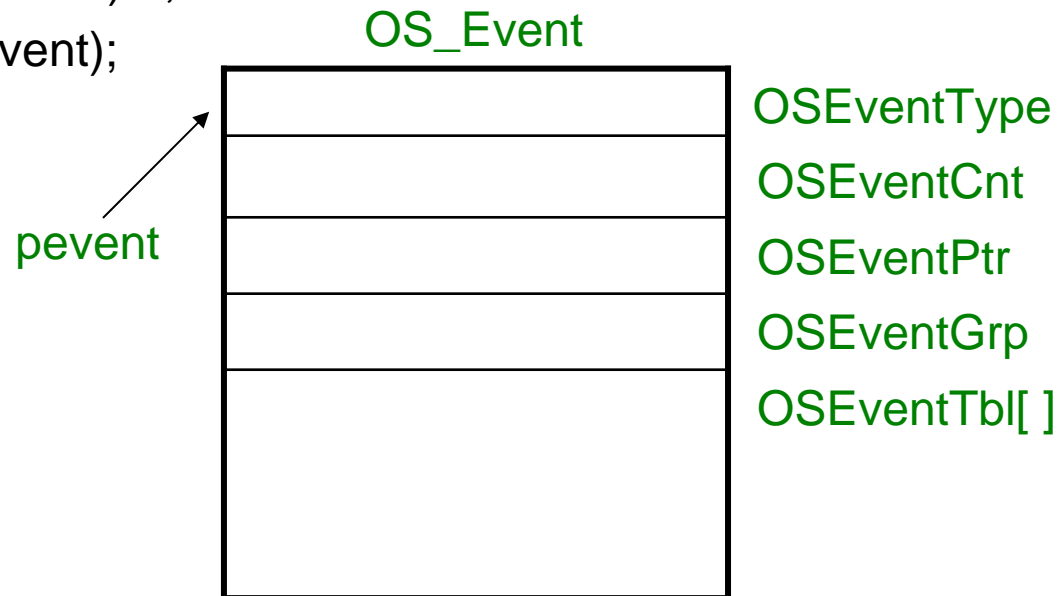 vent);
OS_Event
OSEventType
OSEventCnt
pevent
OSEventPtr
OSEventGrp
OSEventTbl[ ]